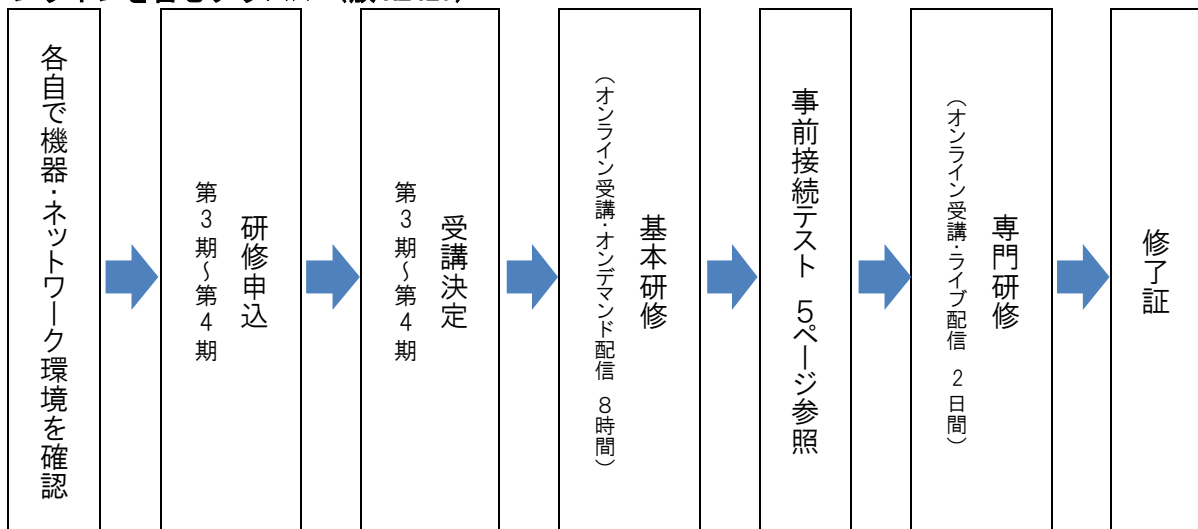 各自で機器・ネットワーク環境を確認
研修申込
第3期～第4期
受講決定
第3期～第4期
基本研修
（オンライン受講・オンデマンド配信 8時間）
事前接続テスト 5ページ参照
専門研修
（オンライン受講・ライブ配信 2日間）
修了証